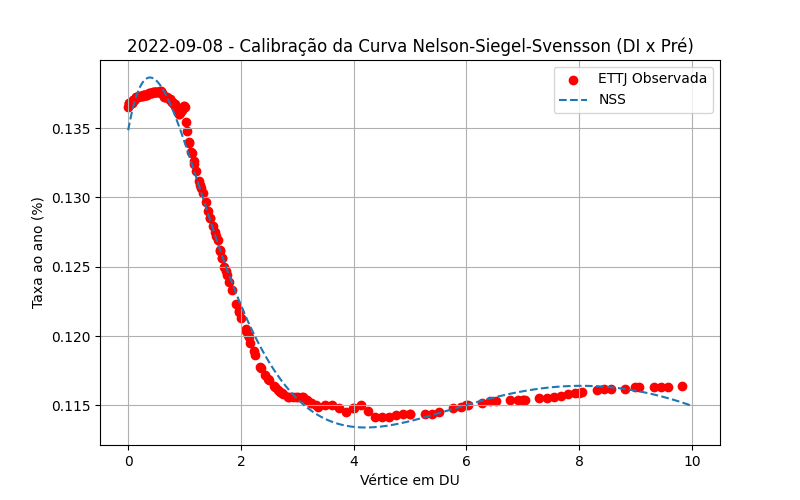 2022-09-08 - Calibração da Curva Nelson-Siegel-Svensson (DI x Pré)
ETTJ Observada
NSS
Taxa ao ano (%)
0.135
0.130
0.125
0.120
0.115
0 2 4 6 8 10
Vértice em DU